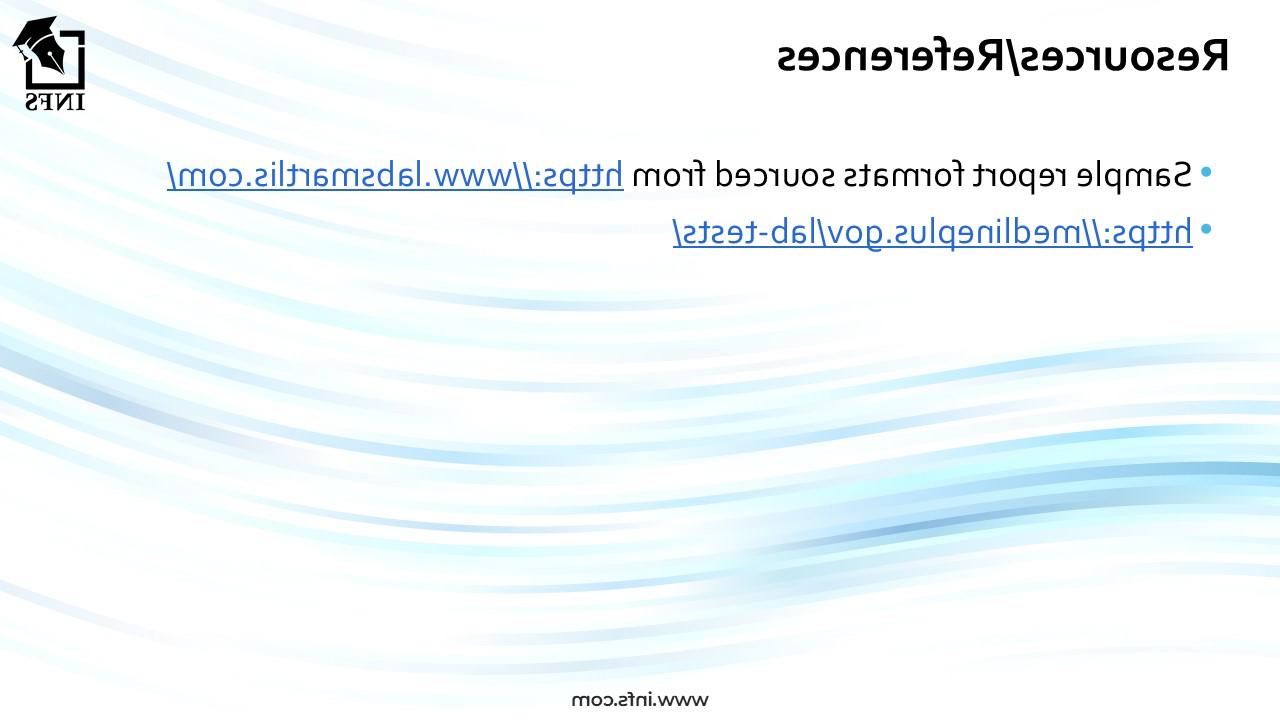 Resources/References
INFS
• Sample report formats sourced from https://www.labsmartlis.com/
• https://medlineplus.gov/lab-tests/
www.infs.com